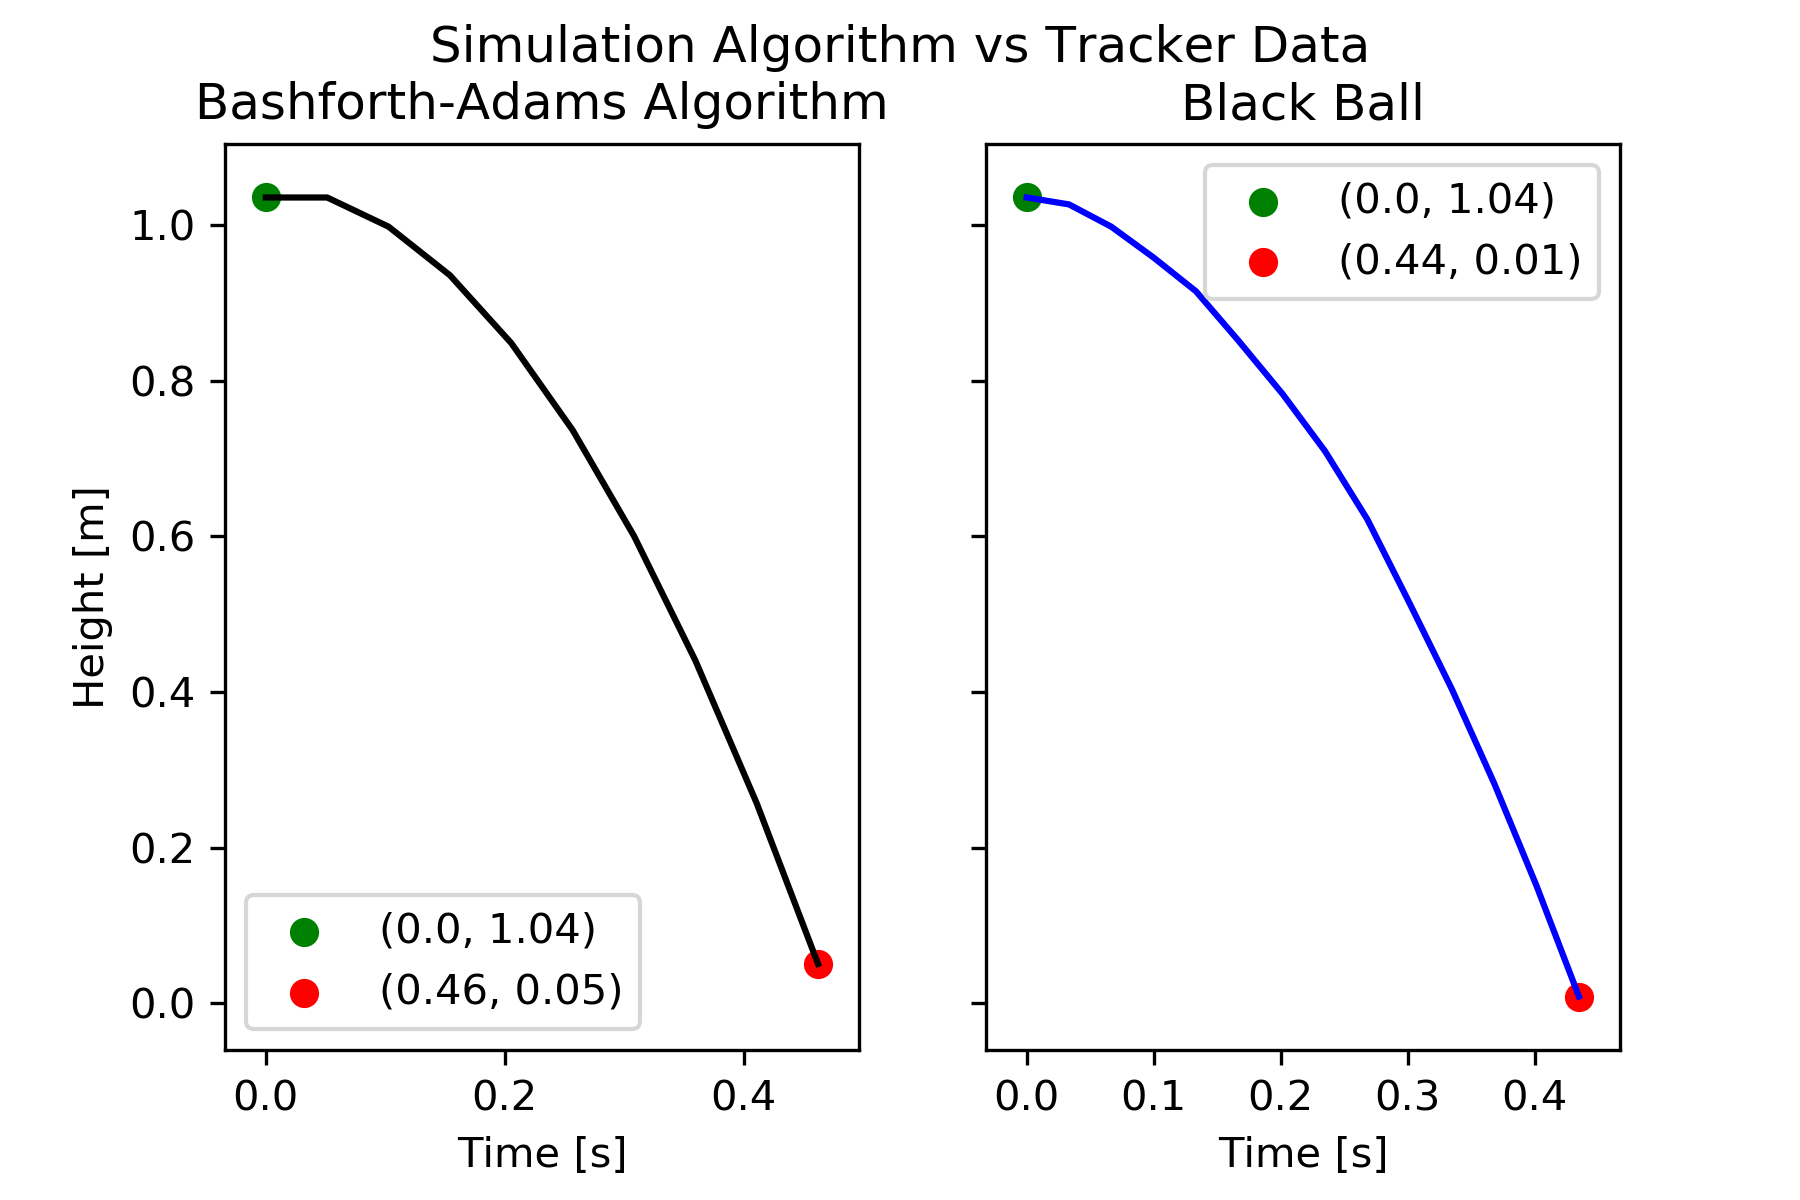 Simulation Algorithm vs Tracker Data
Bashforth-Adams Algorithm
Height [m]
1.0
0.8
0.6
0.4
0.2
0.0
(0.0, 1.04)
(0.46, 0.05)
0.0 0.2 0.4
Time [s]
Black Ball
(0.0, 1.04)
(0.44, 0.01)
0.0 0.1 0.2 0.3 0.4
Time [s]